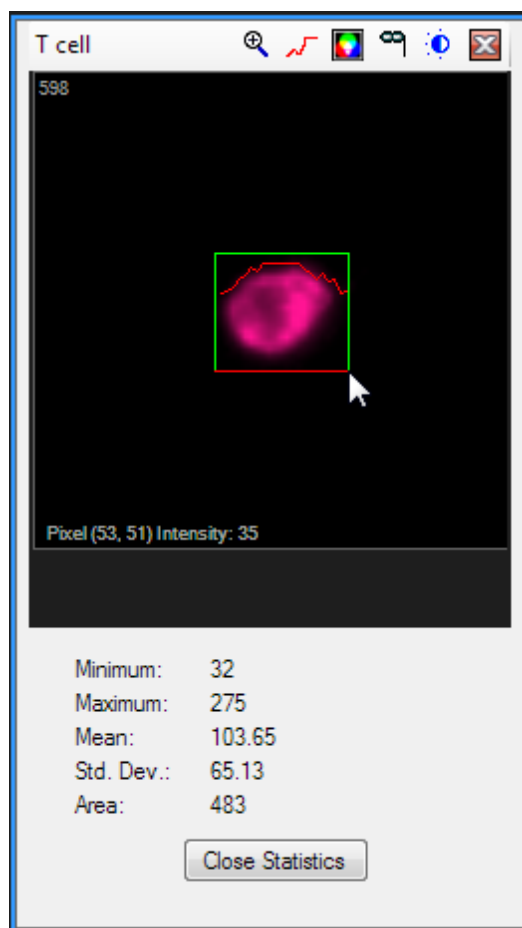 T cell
598
Pixel (53, 51) Intensity: 35
Minimum: 32
Maximum: 275
Mean: 103.65
Std. Dev.: 65.13
Area: 483
Close Statistics